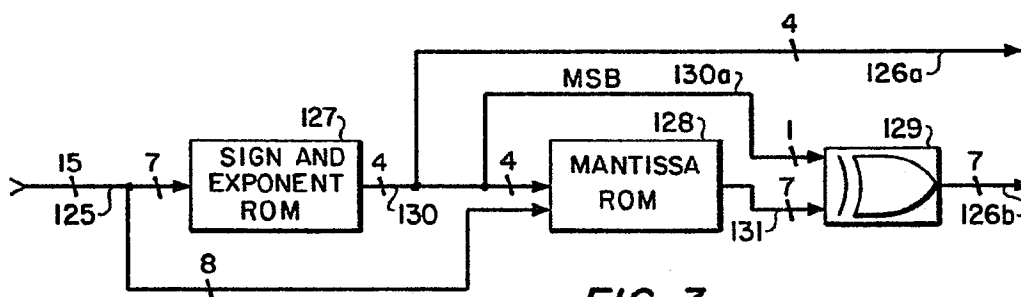 4
126a
MSB
130a
127
128
129
15
7
SIGN AND
EXPONENT
ROM
4
4
MANTISSA
ROM
1
7
7
125
130
131
126b
8
FIG. 3